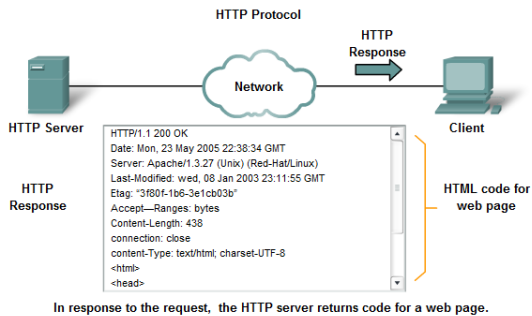 HTTP Protocol
HTTP
Response
Network
HTTP Server
Client
HTTP/1.1 200 OK
Date: Mon, 23 May 2005 22:38:34 GMT
Server: Apache/1.3.27 (Unix) (Red-Hat/Linux)
Last-Modified: wed, 08 Jan 2003 23:11:55 GMT
Etag: “3f80f-1b6-3e1cb03b”
Accept—Ranges: bytes
Content-Length: 438
connection: close
content-Type: text/html; charset-UTF-8
<html>
<head>
HTTP
Response
HTML code for
web page
In response to the request, the HTTP server returns code for a web page.